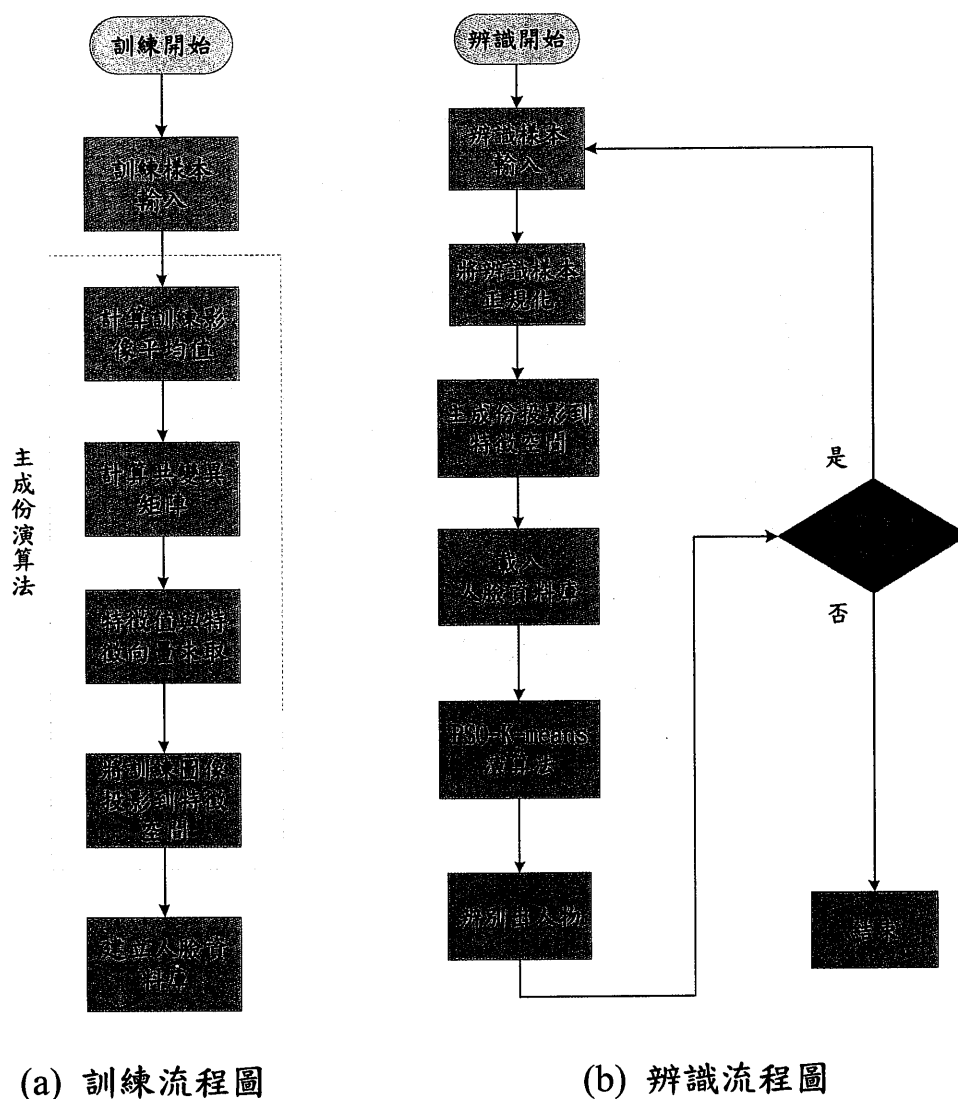 訓練開始
訓練樣本
輸入
計算訓練影
像平均值
計算共變異
矩陣
特徵值與特
徵向量求取
將訓練圖像
投影到特徵
空間
建立人臉資
料庫
主成份演算法
(a) 訓練流程圖
辨識開始
辨識樣本
輸入
將辨識樣本
正規化
主成份投影到
特徵空間
載入
人臉資料庫
PSO-K-means
演算法
辨別出人物
是
否
結束
(b) 辨識流程圖